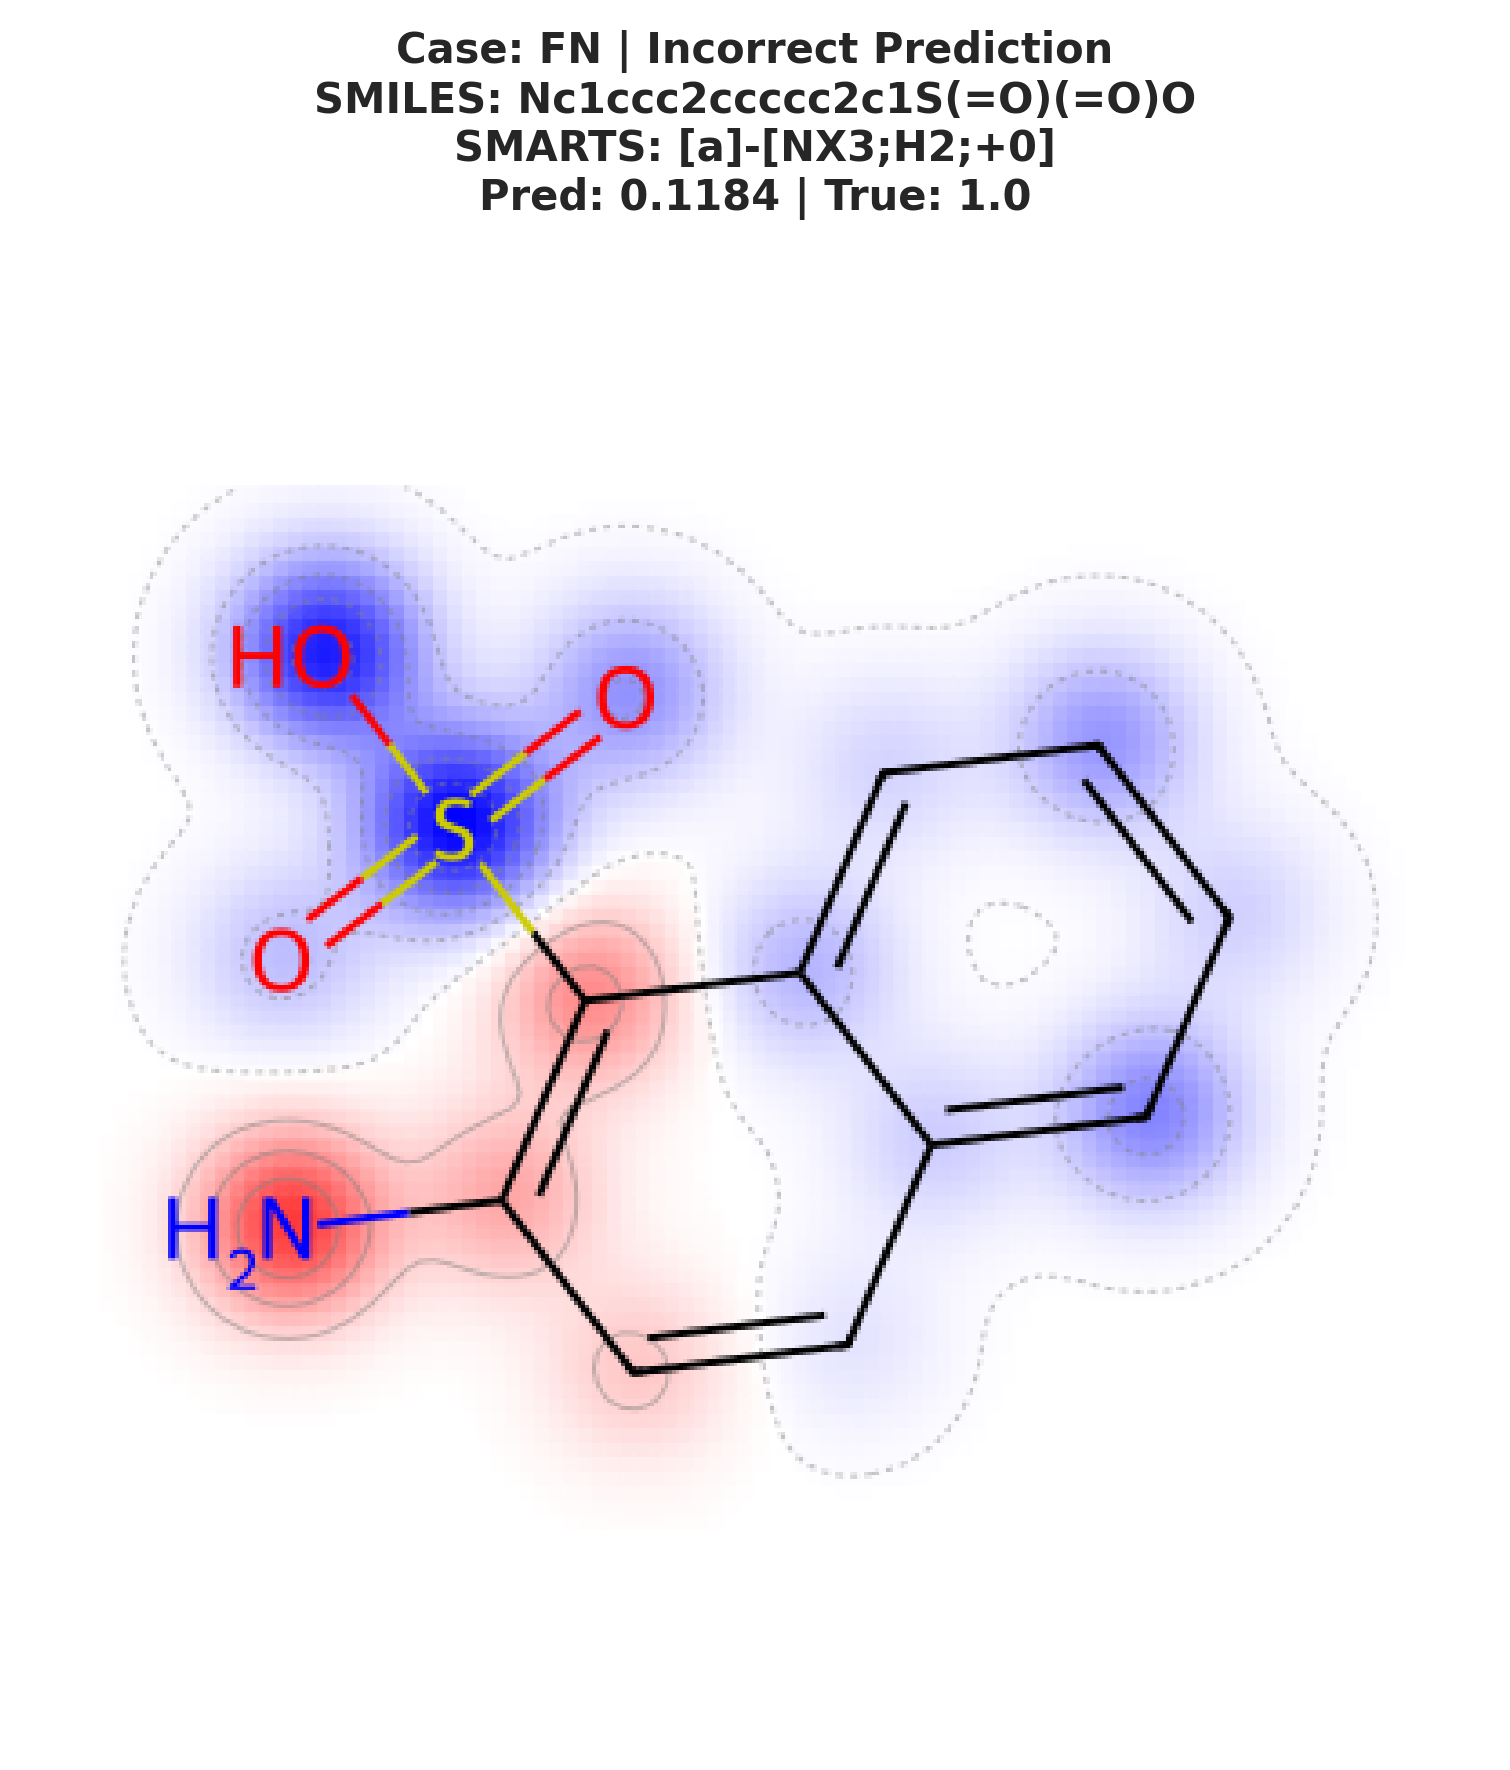 Case: FN | Incorrect Prediction
SMILES: Nc1ccc2ccccc2c1S(=O)(=O)O
SMARTS: [a]-[NX3;H2;+0]
Pred: 0.1184 | True: 1.0
HO
O
S
O
H2N